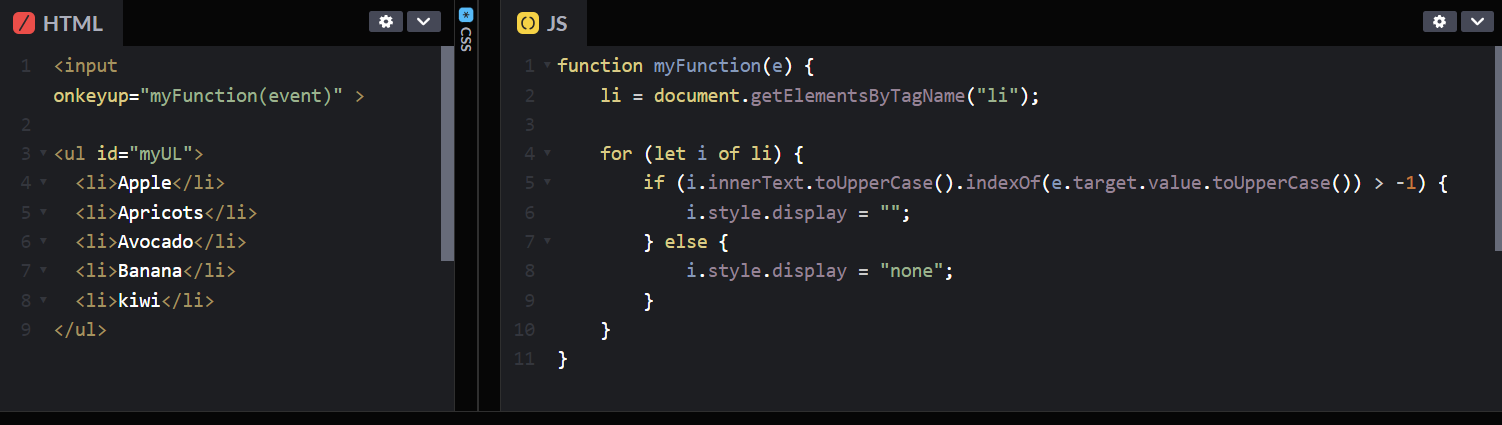 HTML
1 <input
onkeyup="myFunction(event)" >
2
3 <ul id="myUL">
4 <li>Apple</li>
5 <li>Apricots</li>
6 <li>Avocado</li>
7 <li>Banana</li>
8 <li>kiwi</li>
9 </ul>
* CSS
JS
1 function myFunction(e) {
2 li = document.getElementsByTagName("li");
3
4 for (let i of li) {
5 if (i.innerText.toUpperCase().indexOf(e.target.value.toUpperCase()) > -1) {
6 i.style.display = "";
7 } else {
8 i.style.display = "none";
9 }
10 }
11 }